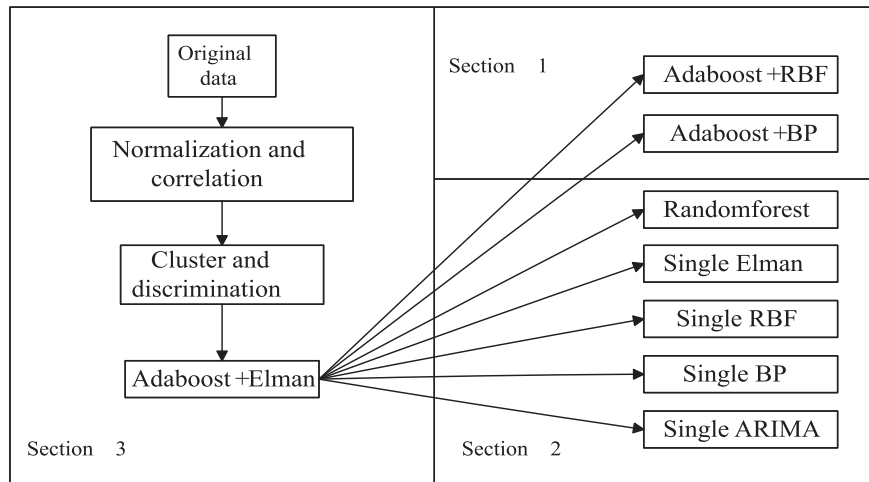 Original
data
Normalization and
correlation
Cluster and
discrimination
Adaboost+Elman
Section 3
Section 1
Adaboost+RBF
Adaboost+BP
Randomforest
Single Elman
Single RBF
Single BP
Single ARIMA
Section 2